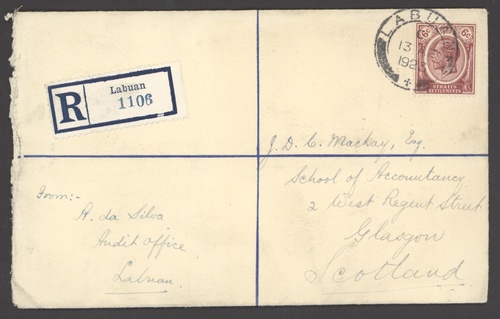 LABUAN
13
192
6c 6c
STRAITS
SETTLEMENTS
R
Labuan
1106
J. D. C. Mackay, Esq.
School of Accountancy
2 West Regent Street
Glasgow
Scotland
From:-
A. da Silva
Audit Office
Labuan.